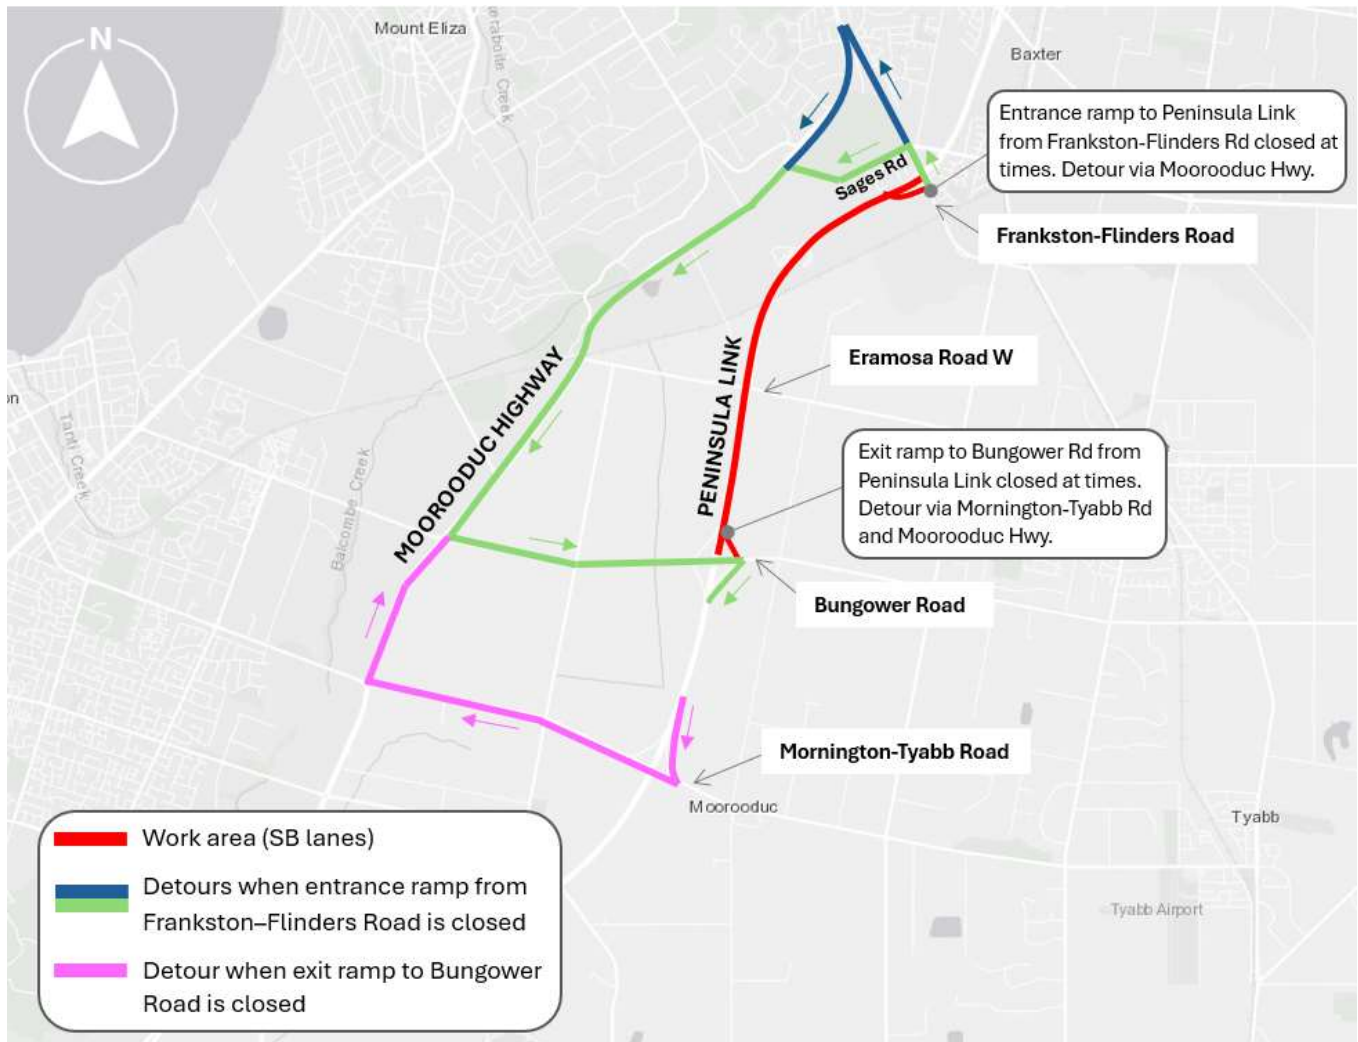 N
Mount Eliza
Baxter
Entrance ramp to Peninsula Link
from Frankston-Flinders Rd closed at
times. Detour via Moorooduc Hwy.
Sages Rd
Frankston-Flinders Road
Eramosa Road W
PENINSULA LINK
MOOROODUC HIGHWAY
on
Tanti Creek
Balcombe Creek
Exit ramp to Bungower Rd from
Peninsula Link closed at times.
Detour via Mornington-Tyabb Rd
and Moorooduc Hwy.
Bungower Road
Mornington-Tyabb Road
Moorooduc
Tyabb
Tyabb Airport
Work area (SB lanes)
Detours when entrance ramp from
Frankston–Flinders Road is closed
Detour when exit ramp to Bungower
Road is closed